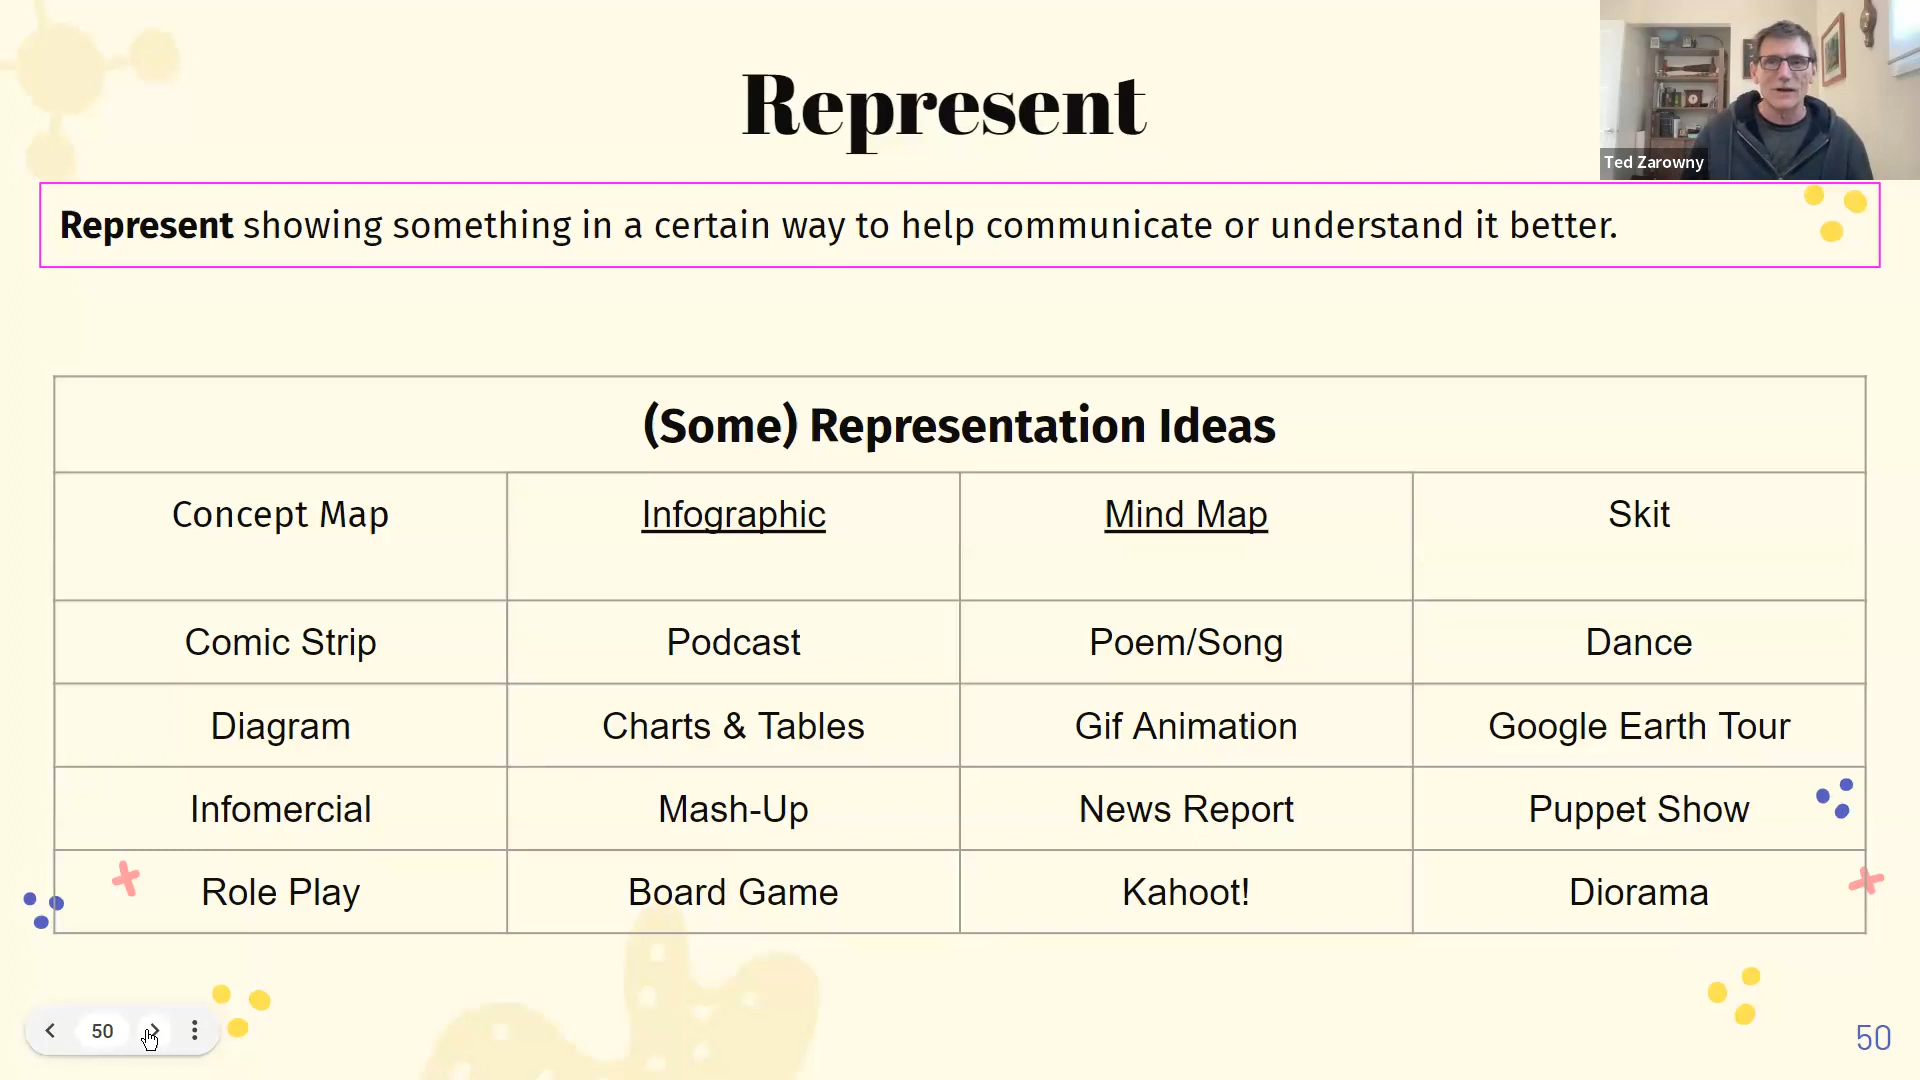 Represent
Ted Zarowny
Represent showing something in a certain way to help communicate or understand it better.
(Some) Representation Ideas
Concept Map
Infographic
Mind Map
Skit
Comic Strip
Podcast
Poem/Song
Dance
Diagram
Charts & Tables
Gif Animation
Google Earth Tour
Infomercial
Mash-Up
News Report
Puppet Show
Role Play
Board Game
Kahoot!
Diorama
50
50